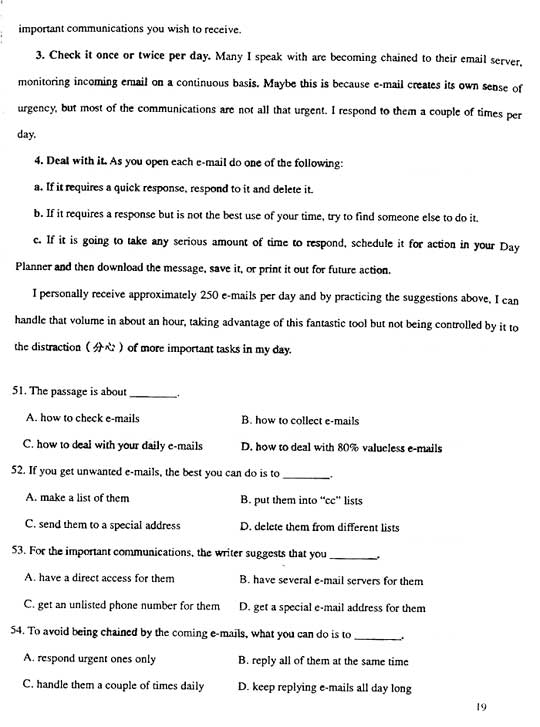 important communications you wish to receive.
3. Check it once or twice per day. Many I speak with are becoming chained to their email server,
monitoring incoming email on a continuous basis. Maybe this is because e-mail creates its own sense of
urgency, but most of the communications are not all that urgent. I respond to them a couple of times per
day.
4. Deal with it. As you open each e-mail do one of the following:
a. If it requires a quick response, respond to it and delete it.
b. If it requires a response but is not the best use of your time, try to find someone else to do it.
c. If it is going to take any serious amount of time to respond, schedule it for action in your Day
Planner and then download the message, save it, or print it out for future action.
I personally receive approximately 250 e-mails per day and by practicing the suggestions above, I can
handle that volume in about an hour, taking advantage of this fantastic tool but not being controlled by it to
the distraction (分心) of more important tasks in my day.
51. The passage is about ________.
A. how to check e-mails B. how to collect e-mails
C. how to deal with your daily e-mails D. how to deal with 80% valueless e-mails
52. If you get unwanted e-mails, the best you can do is to ________.
A. make a list of them B. put them into “cc” lists
C. send them to a special address D. delete them from different lists
53. For the important communications, the writer suggests that you ________.
A. have a direct access for them B. have several e-mail servers for them
C. get an unlisted phone number for them D. get a special e-mail address for them
54. To avoid being chained by the coming e-mails, what you can do is to ________.
A. respond urgent ones only B. reply all of them at the same time
C. handle them a couple of times daily D. keep replying e-mails all day long
19